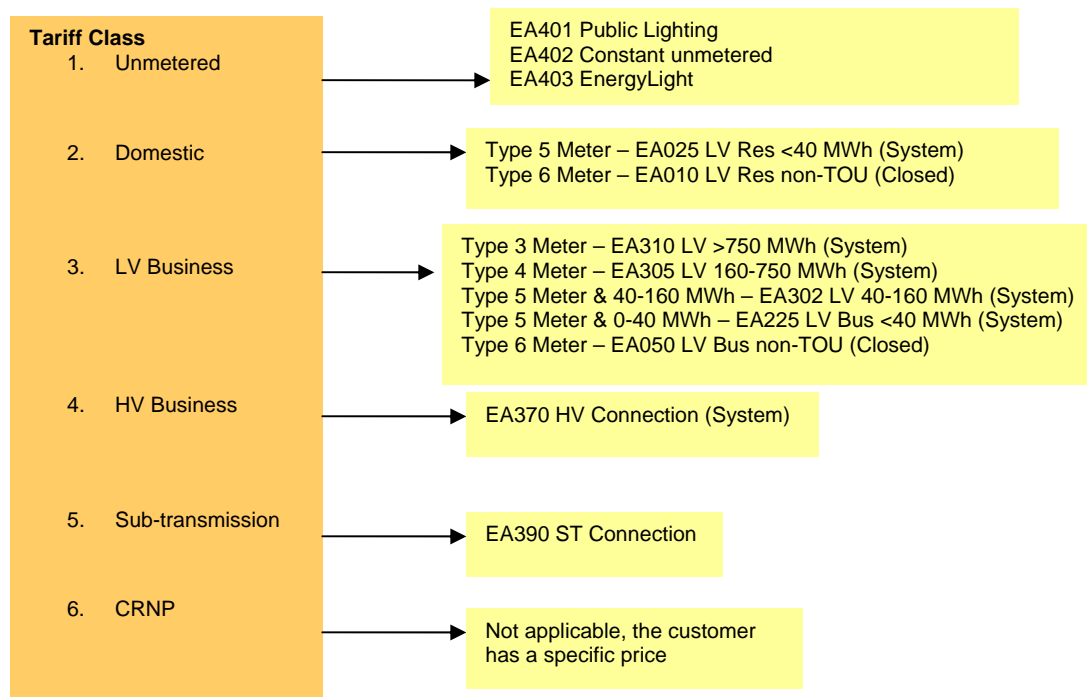 Tariff Class
1. Unmetered
EA401 Public Lighting
EA402 Constant unmetered
EA403 EnergyLight
2. Domestic
Type 5 Meter – EA025 LV Res <40 MWh (System)
Type 6 Meter – EA010 LV Res non-TOU (Closed)
3. LV Business
Type 3 Meter – EA310 LV >750 MWh (System)
Type 4 Meter – EA305 LV 160-750 MWh (System)
Type 5 Meter & 40-160 MWh – EA302 LV 40-160 MWh (System)
Type 5 Meter & 0-40 MWh – EA225 LV Bus <40 MWh (System)
Type 6 Meter – EA050 LV Bus non-TOU (Closed)
4. HV Business
EA370 HV Connection (System)
5. Sub-transmission
EA390 ST Connection
6. CRNP
Not applicable, the customer
has a specific price